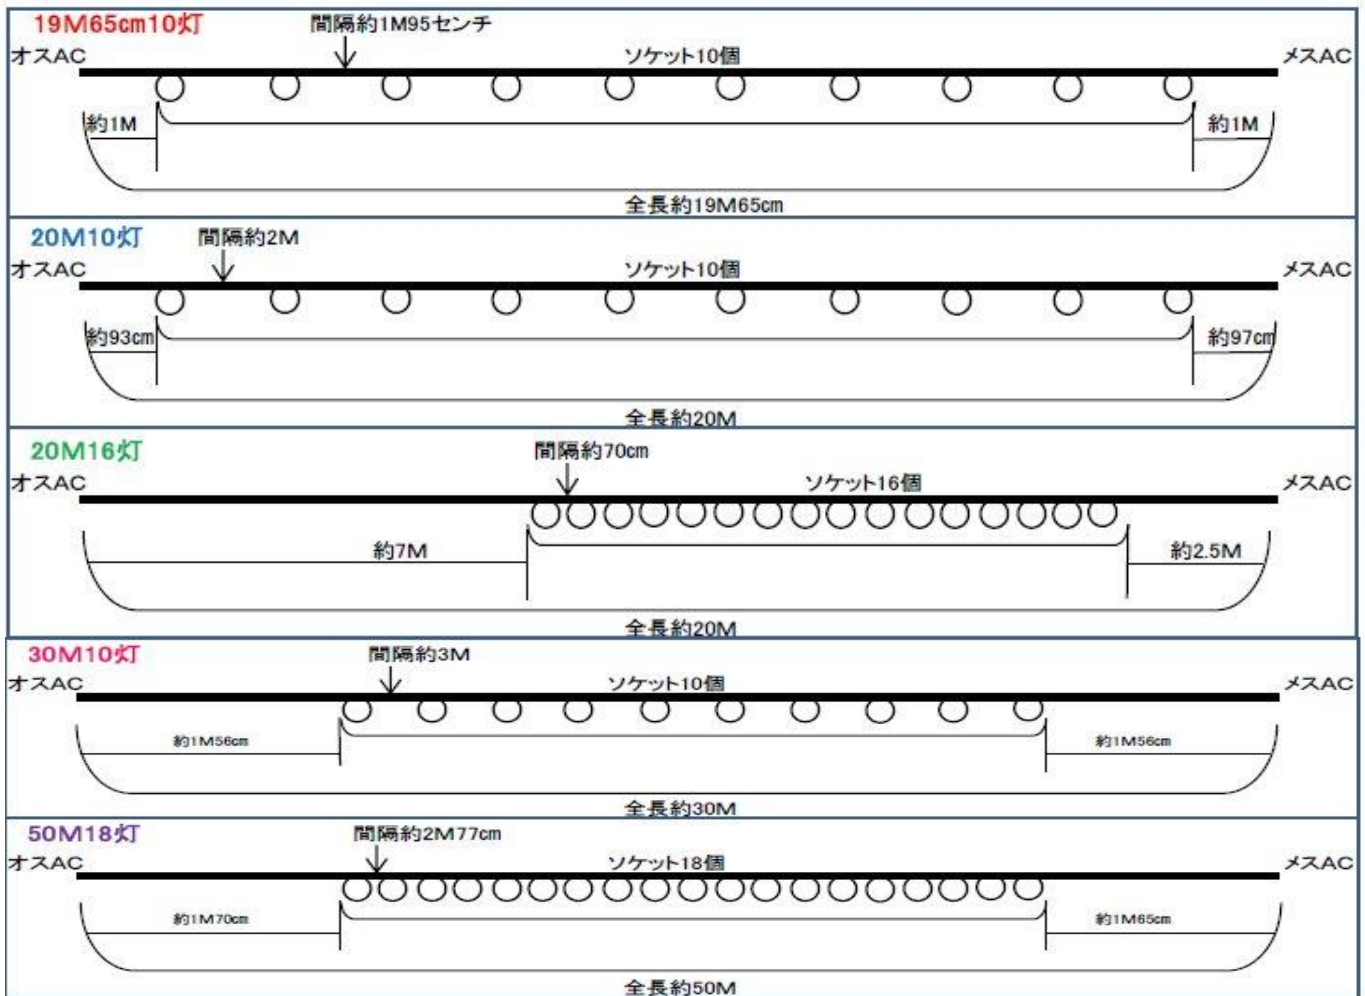 19M65cm10灯
間隔約1M95センチ
オスAC
ソケット10個
メスAC
約1M
約1M
全長約19M65cm
20M10灯
間隔約2M
オスAC
ソケット10個
メスAC
約93cm
約97cm
全長約20M
20M16灯
間隔約70cm
オスAC
ソケット16個
メスAC
約7M
約2.5M
全長約20M
30M10灯
間隔約3M
オスAC
ソケット10個
メスAC
約1M56cm
約1M56cm
全長約30M
50M18灯
間隔約2M77cm
オスAC
ソケット18個
メスAC
約1M70cm
約1M65cm
全長約50M